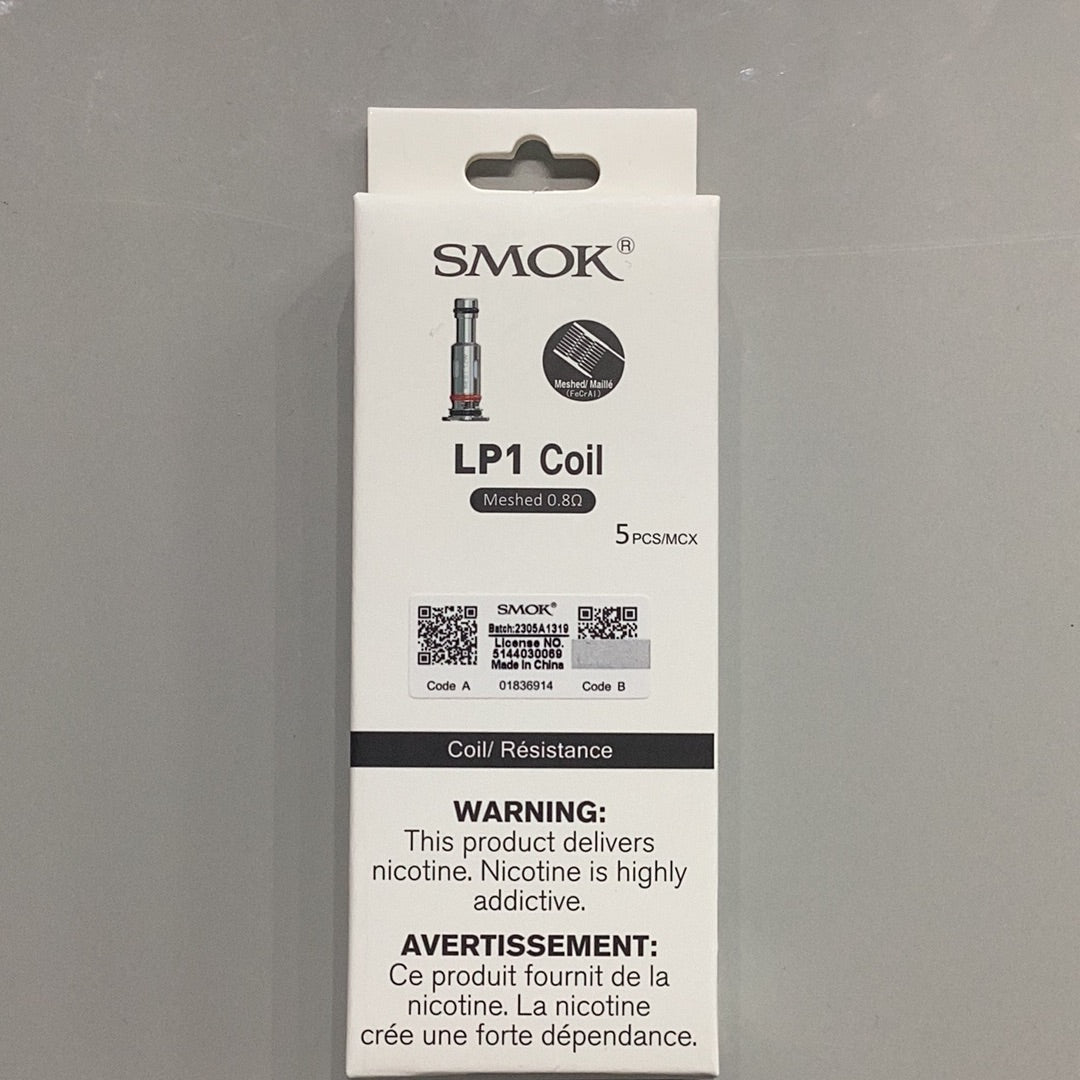 SMOK®
Meshed/ Maillé
(FeCrAl)
LP1 Coil
Meshed 0.8Ω
5 PCS/MCX
SMOK®
Batch:2305A1319
License NO.
5144030069
Made in China
Code A 01836914 Code B
Coil/ Résistance
WARNING:
This product delivers
nicotine. Nicotine is highly
addictive.
AVERTISSEMENT:
Ce produit fournit de la
nicotine. La nicotine
crée une forte dépendance.